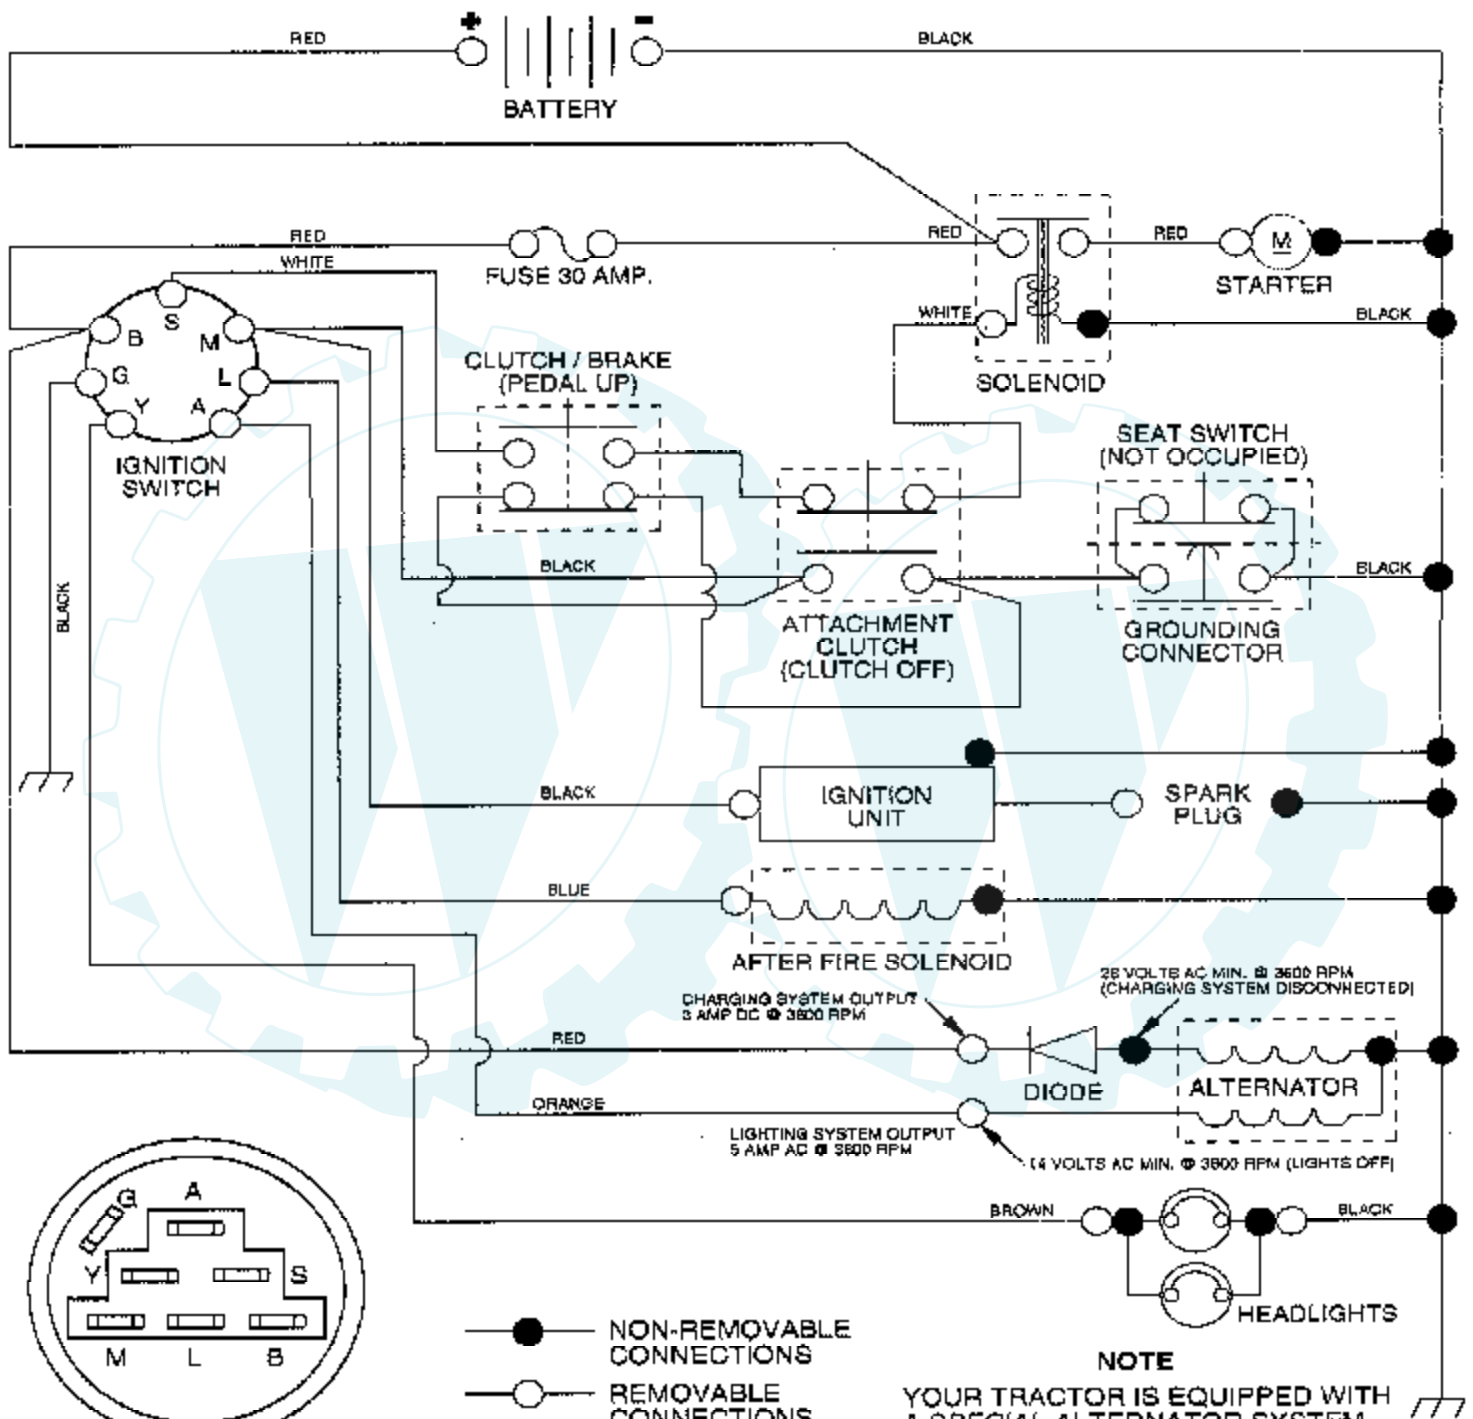 + -
RED
BLACK
BATTERY
RED
WHITE
FUSE 30 AMP.
RED
RED
M
STARTER
WHITE
BLACK
SOLENOID
S
B
M
G
L
Y
A
IGNITION
SWITCH
CLUTCH / BRAKE
(PEDAL UP)
SEAT SWITCH
(NOT OCCUPIED)
BLACK
BLACK
BLACK
ATTACHMENT
CLUTCH
(CLUTCH OFF)
GROUNDING
CONNECTOR
BLACK
IGNITION
UNIT
SPARK
PLUG
BLUE
AFTER FIRE SOLENOID
CHARGING SYSTEM OUTPUT
3 AMP DC @ 3600 RPM
28 VOLTS AC MIN. @ 3600 RPM
(CHARGING SYSTEM DISCONNECTED)
RED
DIODE
ALTERNATOR
ORANGE
LIGHTING SYSTEM OUTPUT
5 AMP AC @ 3600 RPM
14 VOLTS AC MIN. @ 3600 RPM (LIGHTS OFF)
BROWN
BLACK
HEADLIGHTS
G
A
Y
S
M
L
B
NON-REMOVABLE
CONNECTIONS
REMOVABLE
CONNECTIONS
NOTE
YOUR TRACTOR IS EQUIPPED WITH
A SPECIAL ALTERNATOR SYSTEM